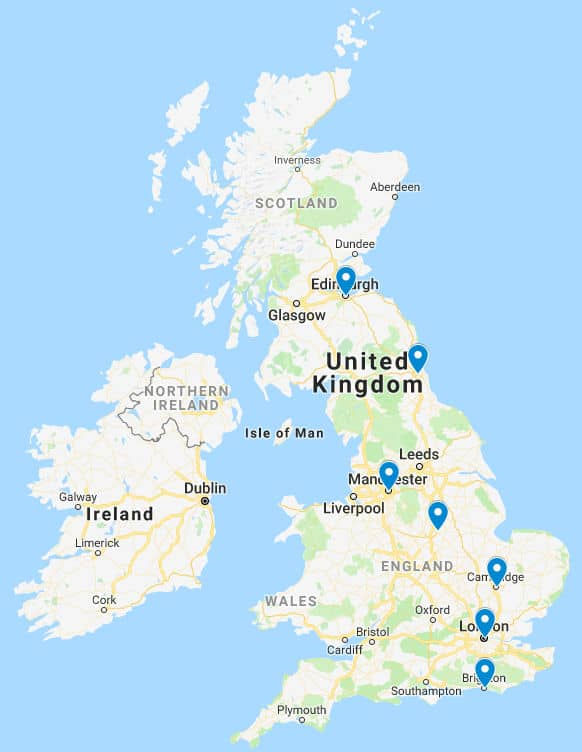 Inverness
Aberdeen
SCOTLAND
Dundee
Edinburgh
Glasgow
United
Kingdom
NORTHERN
IRELAND
Isle of Man
Leeds
Manchester
Galway
Dublin
Liverpool
Ireland
Limerick
ENGLAND
Cambridge
WALES
Cork
Oxford
London
Bristol
Cardiff
Brighton
Southampton
Plymouth